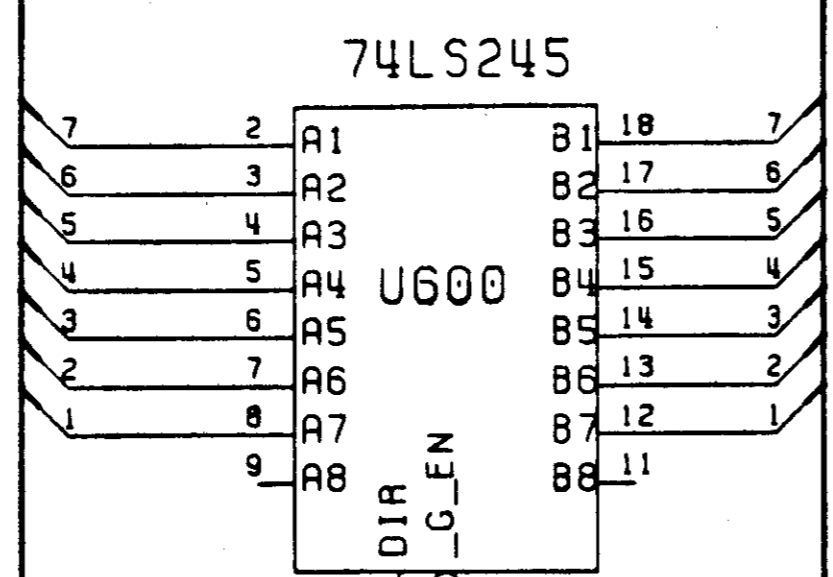 74LS245
7 2 A1 B1 18 7
6 3 A2 B2 17 6
5 4 A3 B3 16 5
4 5 A4 U600 B4 15 4
3 6 A5 B5 14 3
2 7 A6 B6 13 2
1 8 A7 B7 12 1
9 A8 B8 11
DIR
_G_EN